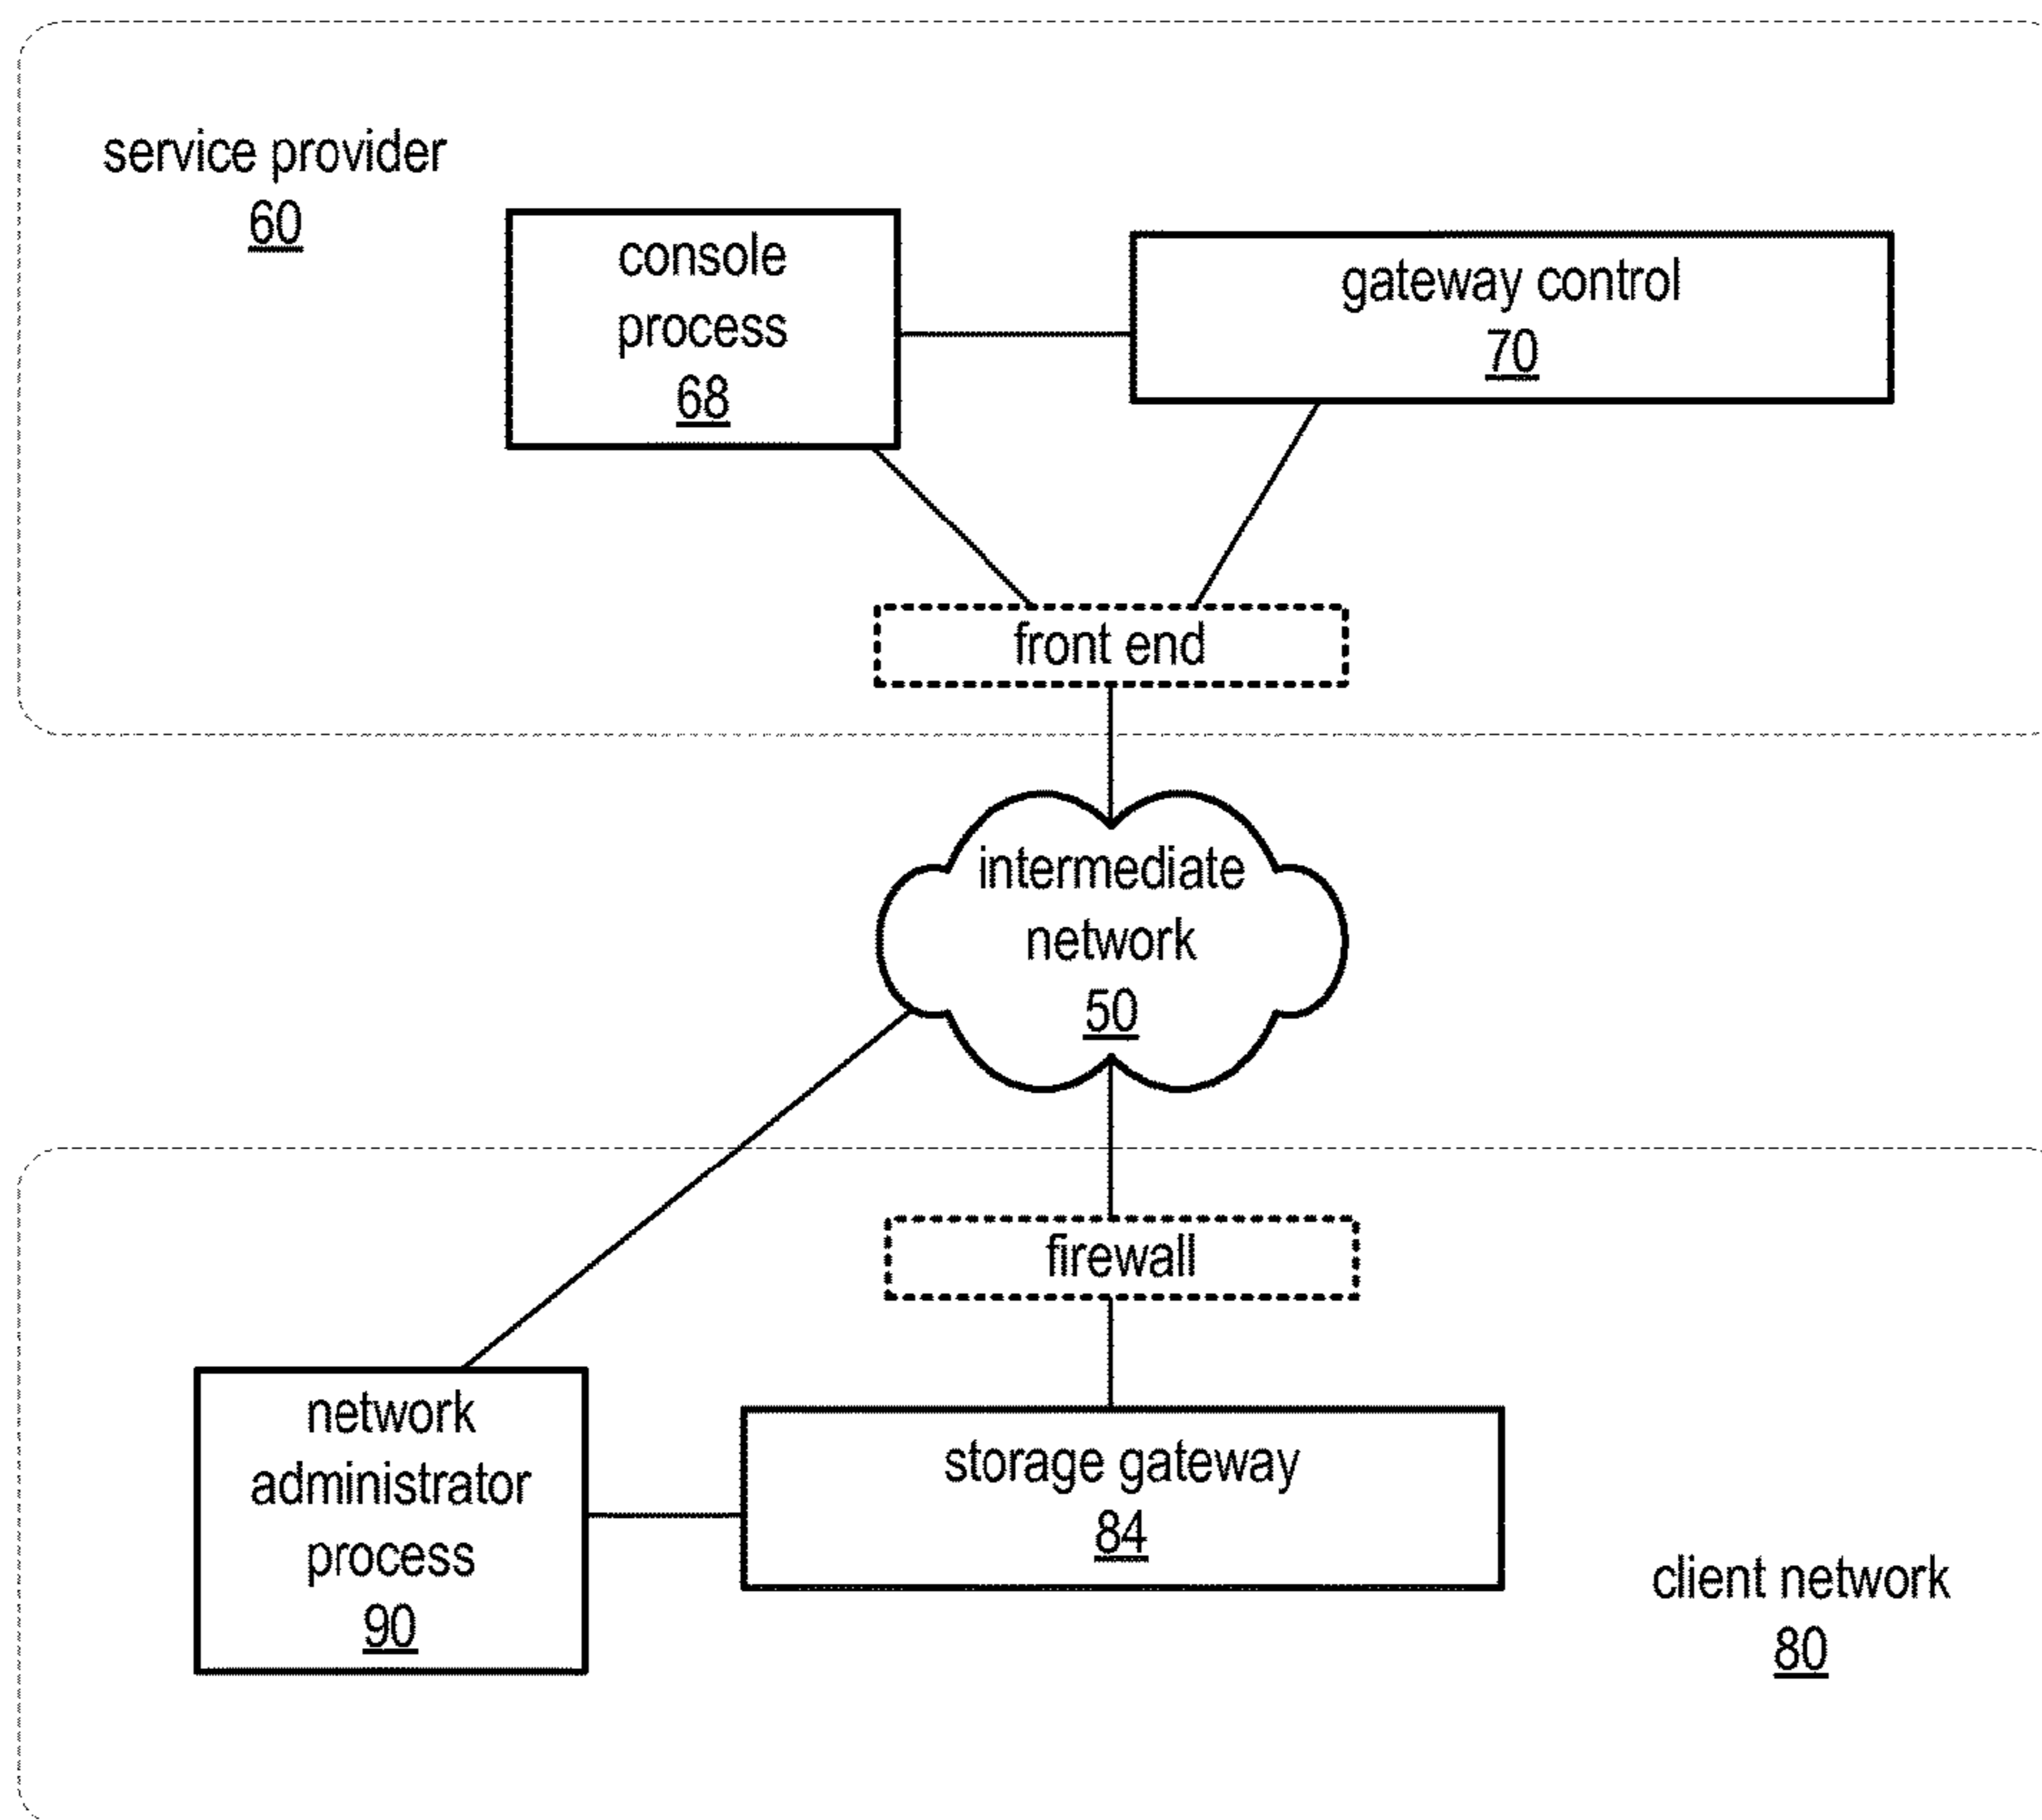 service provider
60
console
process
68
gateway control
70
front end
intermediate
network
50
firewall
network
administrator
process
90
storage gateway
84
client network
80